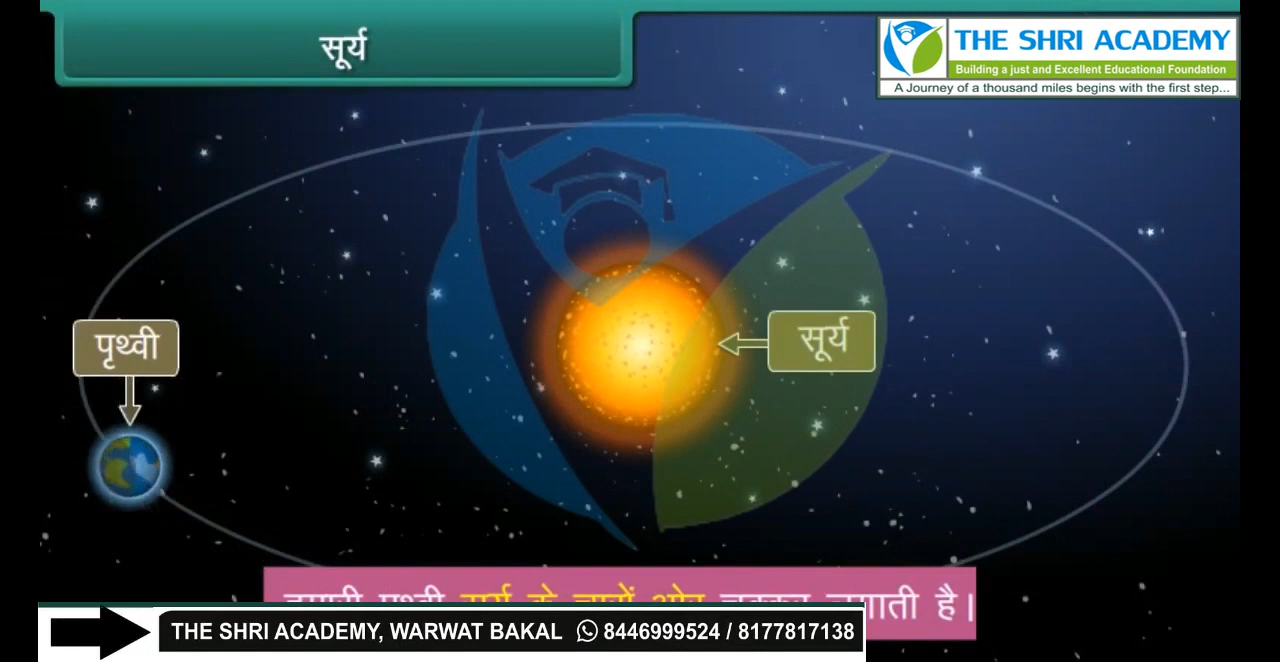 सूर्य
THE SHRI ACADEMY
Building a just and Excellent Educational Foundation
A Journey of a thousand miles begins with the first step...
पृथ्वी
सूर्य
हमारी पृथ्वी सूर्य के चारों ओर चक्कर लगाती है।
THE SHRI ACADEMY, WARWAT BAKAL 8446999524 / 8177817138